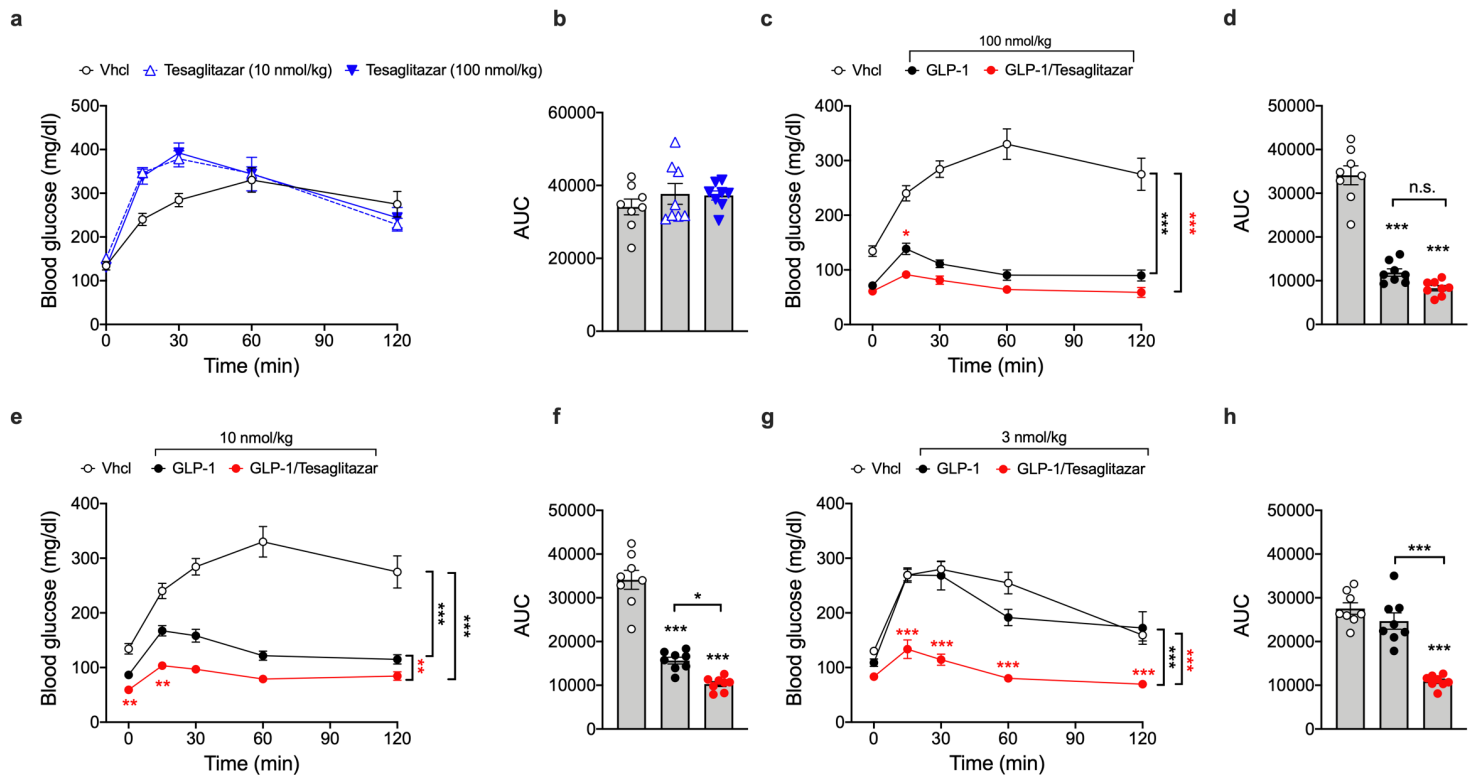 a
Vhcl Tesaglitazar (10 nmol/kg) Tesaglitazar (100 nmol/kg)
Blood glucose (mg/dl)
500
400
300
200
100
0
0 30 60 90 120
Time (min)
b
AUC
60000
40000
20000
0
c
100 nmol/kg
Vhcl GLP-1 GLP-1/Tesaglitazar
Blood glucose (mg/dl)
400
300
200
100
0
*
***
***
0 30 60 90 120
Time (min)
d
AUC
50000
40000
30000
20000
10000
0
n.s.
***
***
e
10 nmol/kg
Vhcl GLP-1 GLP-1/Tesaglitazar
Blood glucose (mg/dl)
400
300
200
100
0
**
**
***
**
***
0 30 60 90 120
Time (min)
f
AUC
50000
40000
30000
20000
10000
0
*
***
***
g
3 nmol/kg
Vhcl GLP-1 GLP-1/Tesaglitazar
Blood glucose (mg/dl)
400
300
200
100
0
***
***
***
***
***
***
0 30 60 90 120
Time (min)
h
AUC
50000
40000
30000
20000
10000
0
***
***